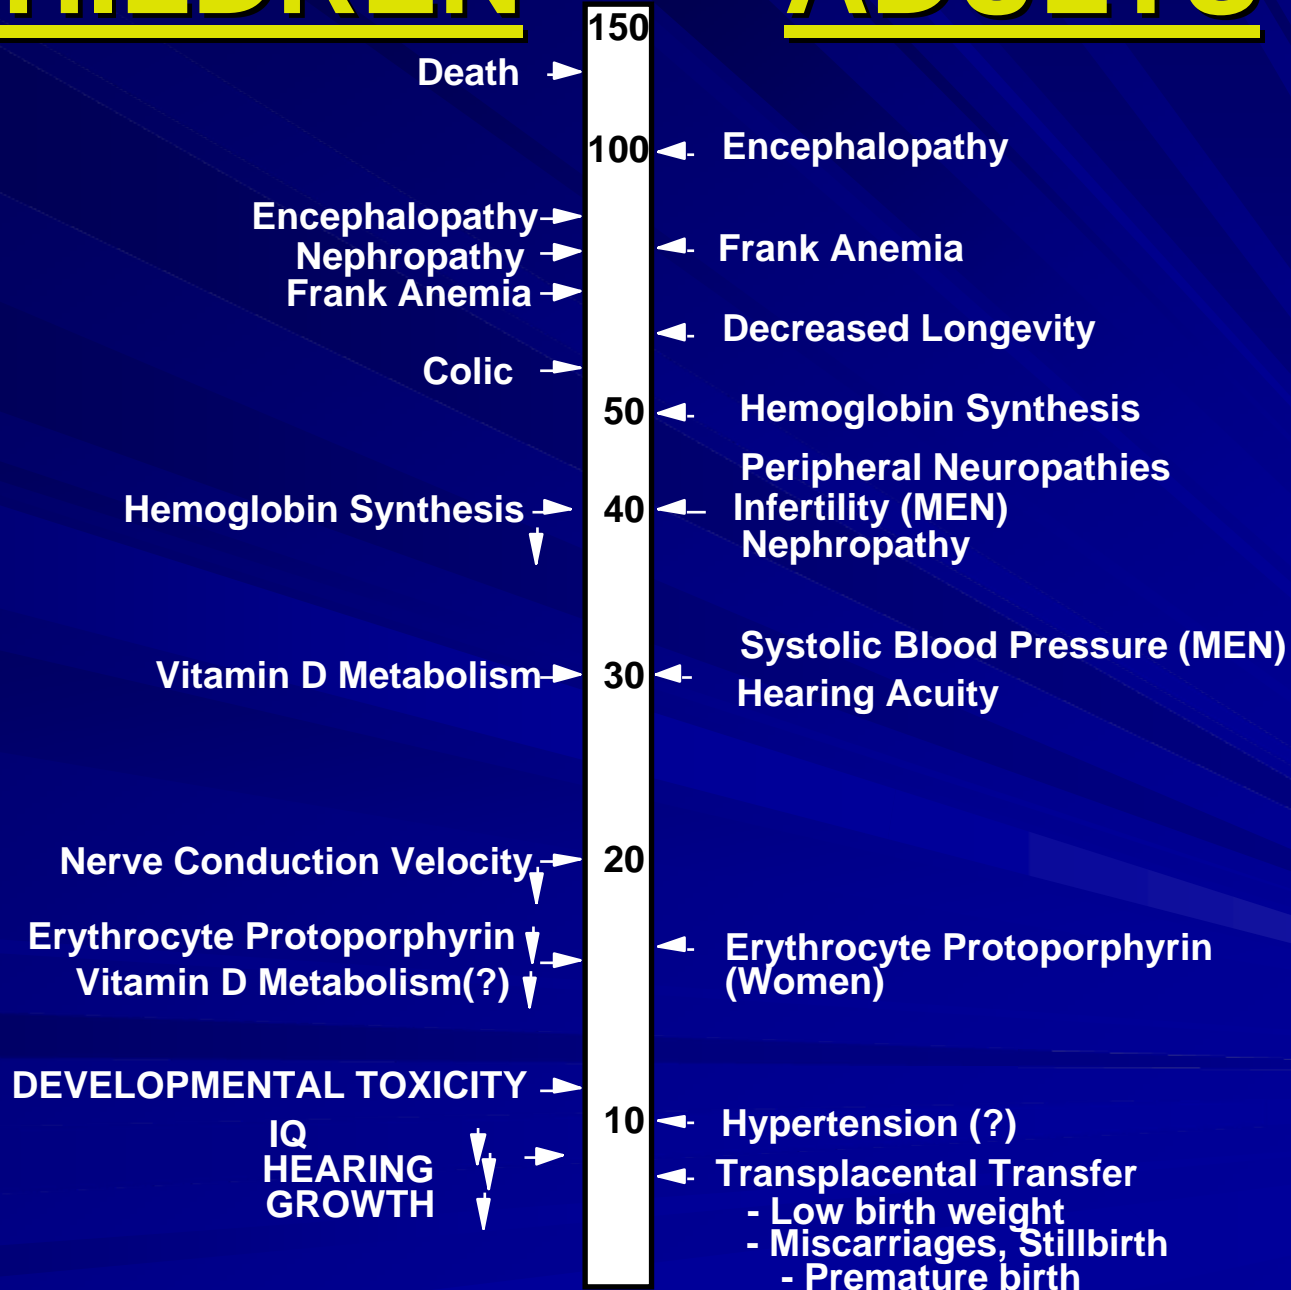 HILDREN
ADULTS
150
Death
100
Encephalopathy
Encephalopathy
Nephropathy
Frank Anemia
Frank Anemia
Decreased Longevity
Colic
50
Hemoglobin Synthesis
Peripheral Neuropathies
Hemoglobin Synthesis
40
Infertility (MEN)
Nephropathy
Systolic Blood Pressure (MEN)
Vitamin D Metabolism
30
Hearing Acuity
Nerve Conduction Velocity
20
Erythrocyte Protoporphyrin
Vitamin D Metabolism(?)
Erythrocyte Protoporphyrin
(Women)
DEVELOPMENTAL TOXICITY
10
Hypertension (?)
IQ
HEARING
GROWTH
Transplacental Transfer
- Low birth weight
- Miscarriages, Stillbirth
- Premature birth